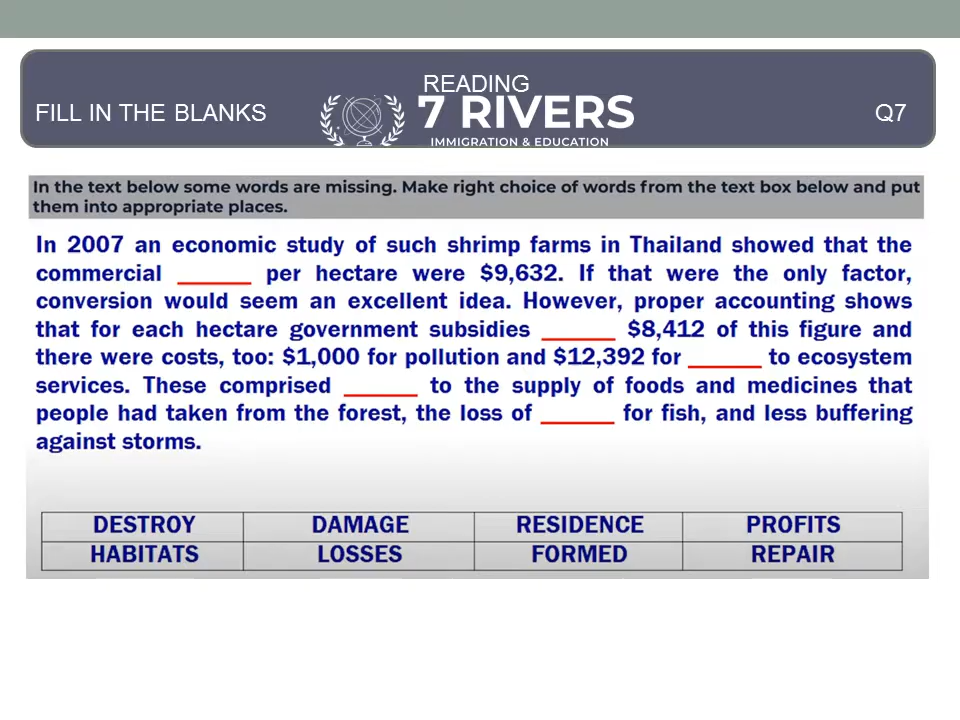 READING
FILL IN THE BLANKS
7 RIVERS
IMMIGRATION & EDUCATION
Q7
In the text below some words are missing. Make right choice of words from the text box below and put
them into appropriate places.
In 2007 an economic study of such shrimp farms in Thailand showed that the
commercial ______ per hectare were $9,632. If that were the only factor,
conversion would seem an excellent idea. However, proper accounting shows
that for each hectare government subsidies ______ $8,412 of this figure and
there were costs, too: $1,000 for pollution and $12,392 for ______ to ecosystem
services. These comprised ______ to the supply of foods and medicines that
people had taken from the forest, the loss of ______ for fish, and less buffering
against storms.
DESTROY DAMAGE RESIDENCE PROFITS
HABITATS LOSSES FORMED REPAIR